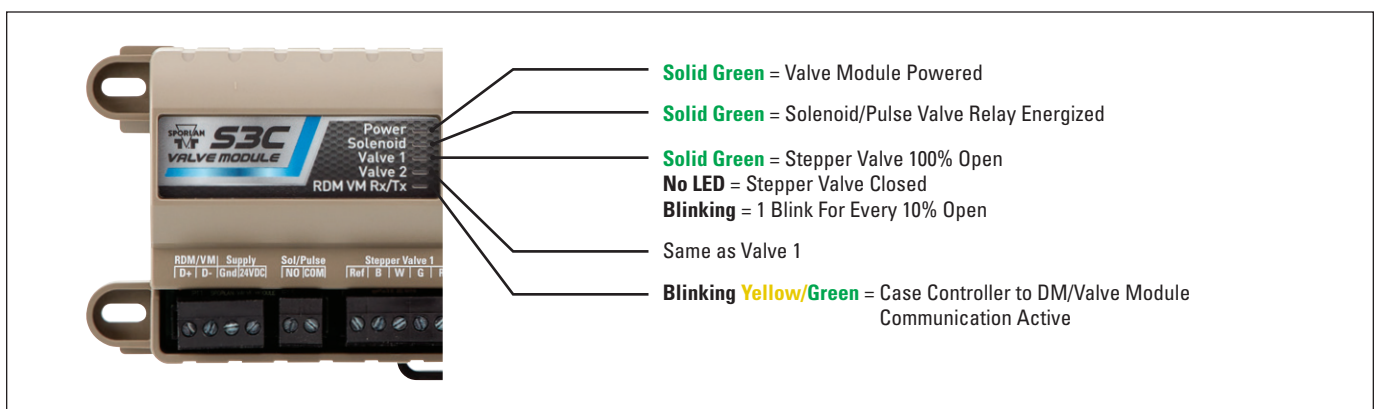 Solid Green = Valve Module Powered
Solid Green = Solenoid/Pulse Valve Relay Energized
Solid Green = Stepper Valve 100% Open
No LED = Stepper Valve Closed
Blinking = 1 Blink For Every 10% Open
Same as Valve 1
Blinking Yellow/Green = Case Controller to DM/Valve Module
Communication Active
SPORLAN
S3C
VALVE MODULE
Power
Solenoid
Valve 1
Valve 2
RDM VM Rx/Tx
RDM/VM Supply Sol/Pulse Stepper Valve 1
D+ D- Gnd 24VDC NO COM Ref B W G